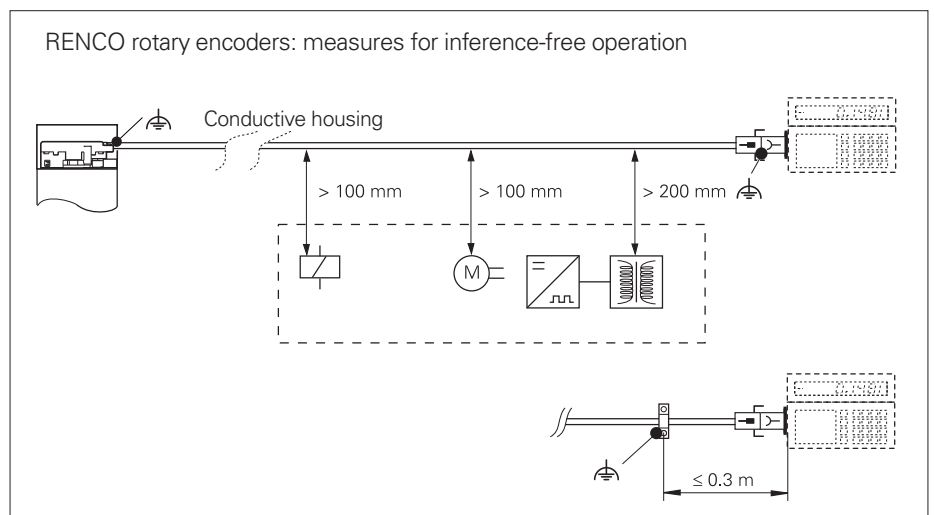 RENCO rotary encoders: measures for inference-free operation
Conductive housing
> 100 mm
> 100 mm
> 200 mm
M
≤ 0.3 m